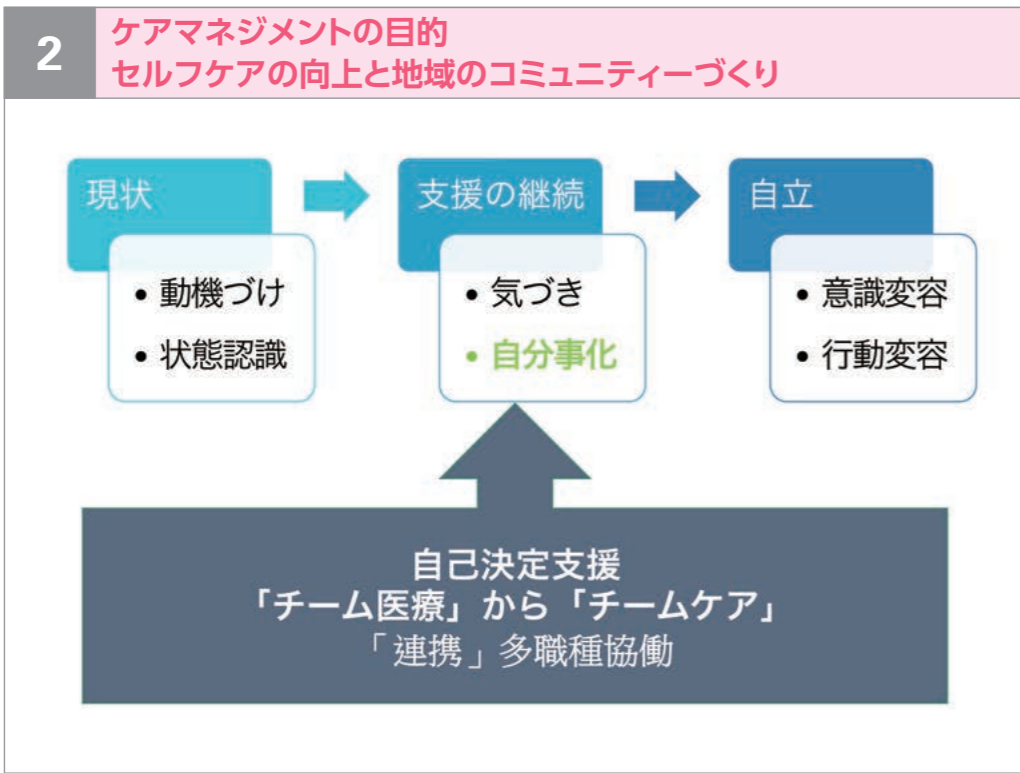 2
ケアマネジメントの目的
セルフケアの向上と地域のコミュニティーづくり
現状
• 動機づけ
• 状態認識
支援の継続
• 気づき
• 自分事化
自立
• 意識変容
• 行動変容
自己決定支援
「チーム医療」から「チームケア」
「連携」多職種協働